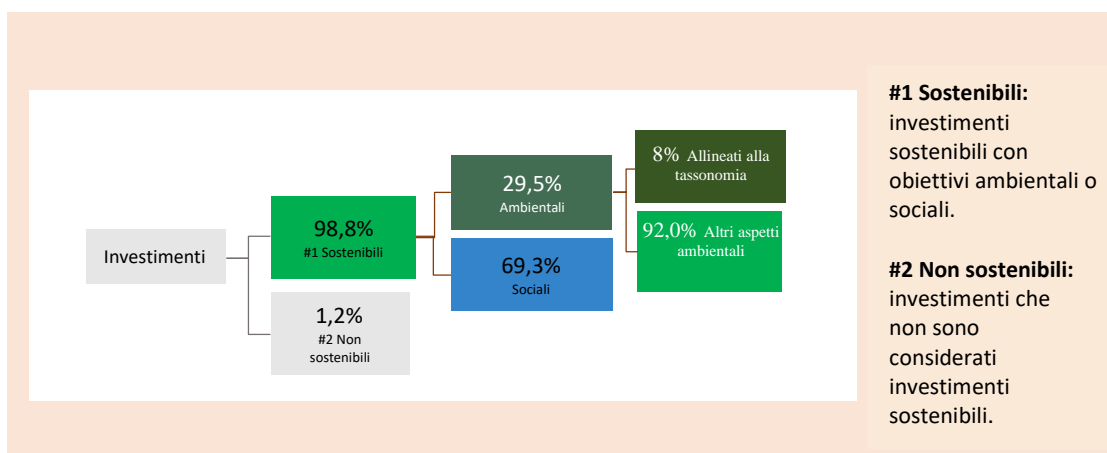 Investimenti
98,8%
#1 Sostenibili
1,2%
#2 Non
sostenibili
29,5%
Ambientali
69,3%
Sociali
8% Allineati alla
tassonomia
92,0% Altri aspetti
ambientali
#1 Sostenibili:
investimenti
sostenibili con
obiettivi ambientali o
sociali.
#2 Non sostenibili:
investimenti che
non sono
considerati
investimenti
sostenibili.